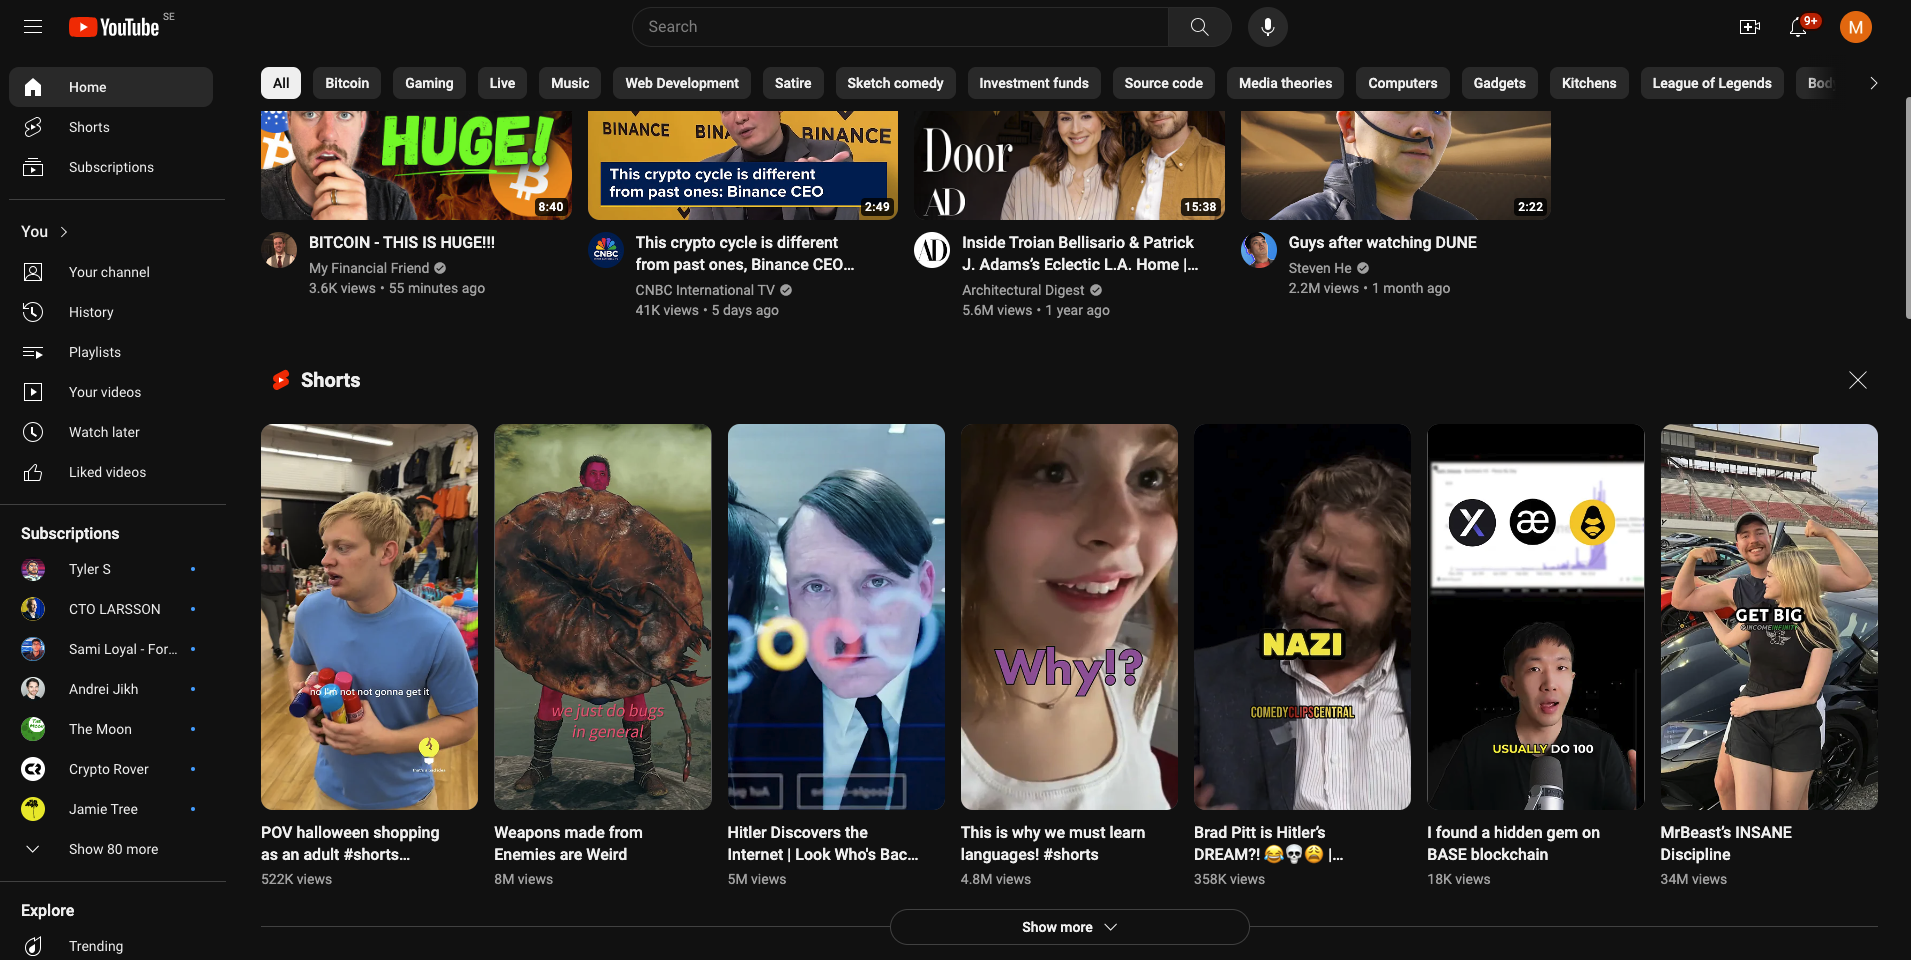 YouTube SE
Search
9+
M
Home
Shorts
Subscriptions
You
Your channel
History
Playlists
Your videos
Watch later
Liked videos
Subscriptions
Tyler S
CTO LARSSON
Sami Loyal - For...
Andrei Jikh
The Moon
Crypto Rover
Jamie Tree
Show 80 more
Explore
Trending
All
Bitcoin
Gaming
Live
Music
Web Development
Satire
Sketch comedy
Investment funds
Source code
Media theories
Computers
Gadgets
Kitchens
League of Legends
HUGE!
8:40
BITCOIN - THIS IS HUGE!!!
My Financial Friend
3.6K views • 55 minutes ago
BINANCE
BINANCE
This crypto cycle is different
from past ones: Binance CEO
2:49
CNBC
This crypto cycle is different
from past ones, Binance CEO...
CNBC International TV
41K views • 5 days ago
Door
AD
15:38
AD
Inside Troian Bellisario & Patrick
J. Adams's Eclectic L.A. Home |...
Architectural Digest
5.6M views • 1 year ago
2:22
Guys after watching DUNE
Steven He
2.2M views • 1 month ago
Shorts
no I'm not not gonna get it
POV halloween shopping
as an adult #shorts...
522K views
we just do bugs
in general
Weapons made from
Enemies are Weird
8M views
Hitler Discovers the
Internet | Look Who's Bac...
5M views
Why!?
This is why we must learn
languages! #shorts
4.8M views
NAZI
COMEDYCLIPSCENTRAL
Brad Pitt is Hitler's
DREAM?! 😂💀😩 |...
358K views
æ
USUALLY DO 100
I found a hidden gem on
BASE blockchain
18K views
GET BIG
MrBeast's INSANE
Discipline
34M views
Show more